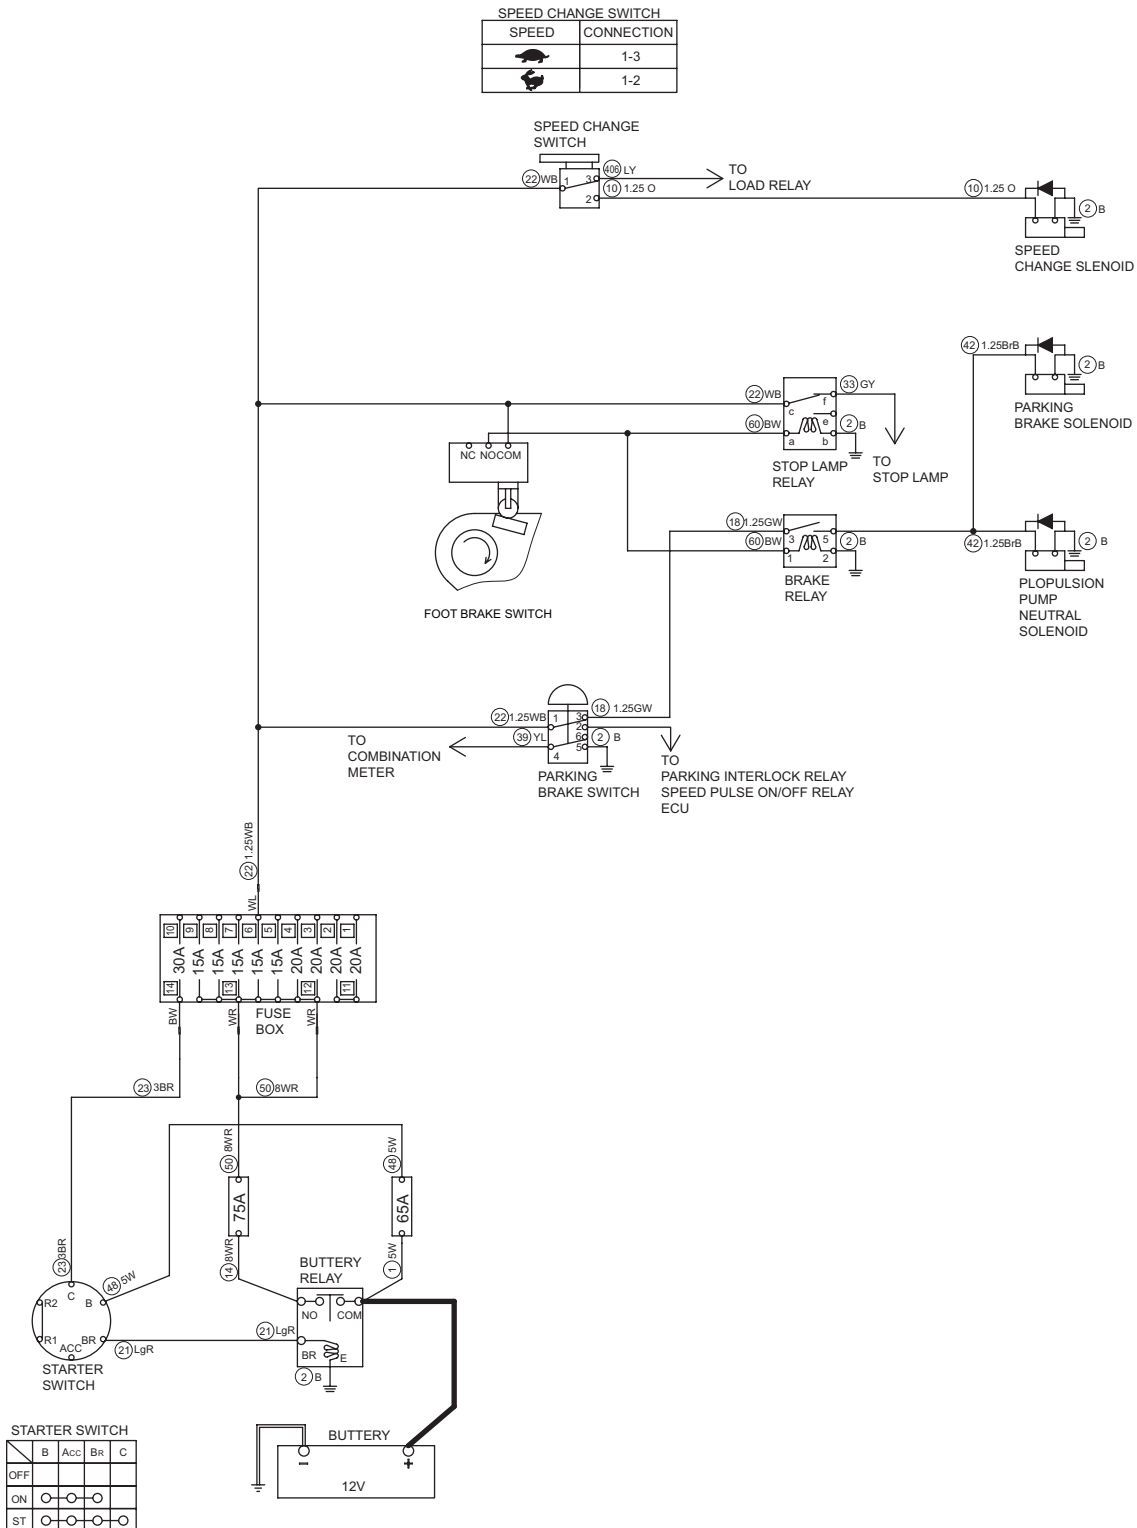 SPEED CHANGE SWITCH
SPEED CONNECTION
1-3
1-2
SPEED CHANGE
SWITCH
22 WB 1 3 406 LY
TO
LOAD RELAY
2 10 1.25 O
10 1.25 O
2 B
SPEED
CHANGE SLENOID
42 1.25BrB
2 B
PARKING
BRAKE SOLENOID
22 WB c f 33 GY
e
60 BW a b 2 B
STOP LAMP
RELAY
TO
STOP LAMP
NC NO COM
FOOT BRAKE SWITCH
18 1.25GW 3 5
60 BW 1 2 2 B
BRAKE
RELAY
42 1.25BrB
2 B
PLOPULSION
PUMP
NEUTRAL
SOLENOID
22 1.25WB 1 3 18 1.25GW
2
39 YL 4 6 2 B
5
TO
COMBINATION
METER
PARKING
BRAKE SWITCH
TO
PARKING INTERLOCK RELAY
SPEED PULSE ON/OFF RELAY
ECU
22 1.25WB
WL
10 9 8 7 6 5 4 3 2 1
30A 15A 15A 15A 15A 15A 20A 20A 20A 20A
14 13 12 11
BW WR WR
FUSE
BOX
23 3BR
50 8WR
50 8WR
48 5W
75A
65A
14 8WR
1 5W
23 3BR
48 5W
R2 C B
R1 ACC BR
21 LgR
STARTER
SWITCH
BUTTERY
RELAY
NO COM
21 LgR
BR E
2 B
BUTTERY
- +
12V
STARTER SWITCH
B ACC BR C
OFF
ON
ST